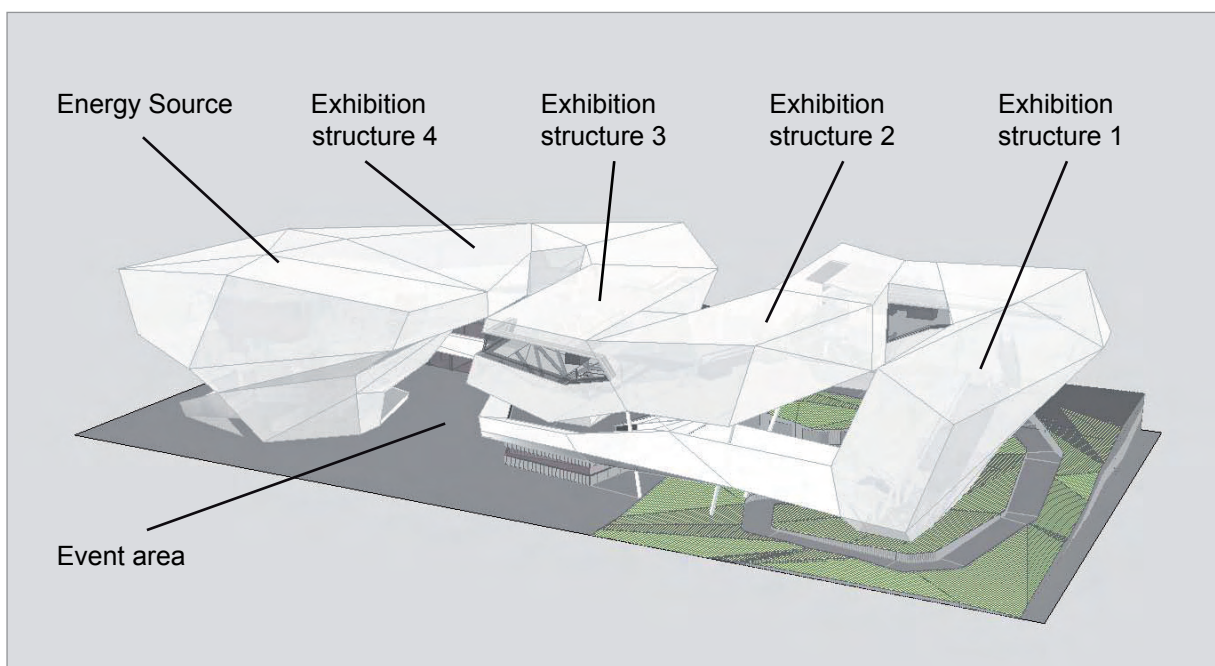 Energy Source
Exhibition
structure 4
Exhibition
structure 3
Exhibition
structure 2
Exhibition
structure 1
Event area